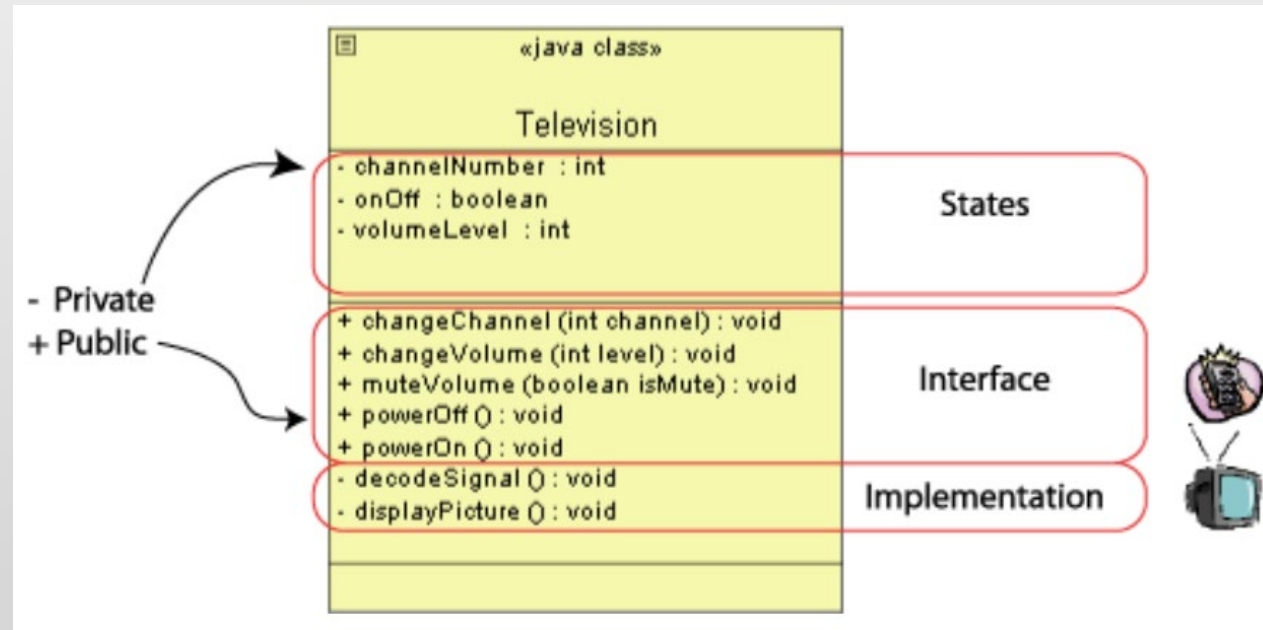 «java class»
Television
- channelNumber : int
- onOff : boolean
- volumeLevel : int
States
- Private
+ Public
+ changeChannel (int channel) : void
+ changeVolume (int level) : void
+ muteVolume (boolean isMute) : void
+ powerOff () : void
+ powerOn () : void
Interface
- decodeSignal () : void
- displayPicture () : void
Implementation